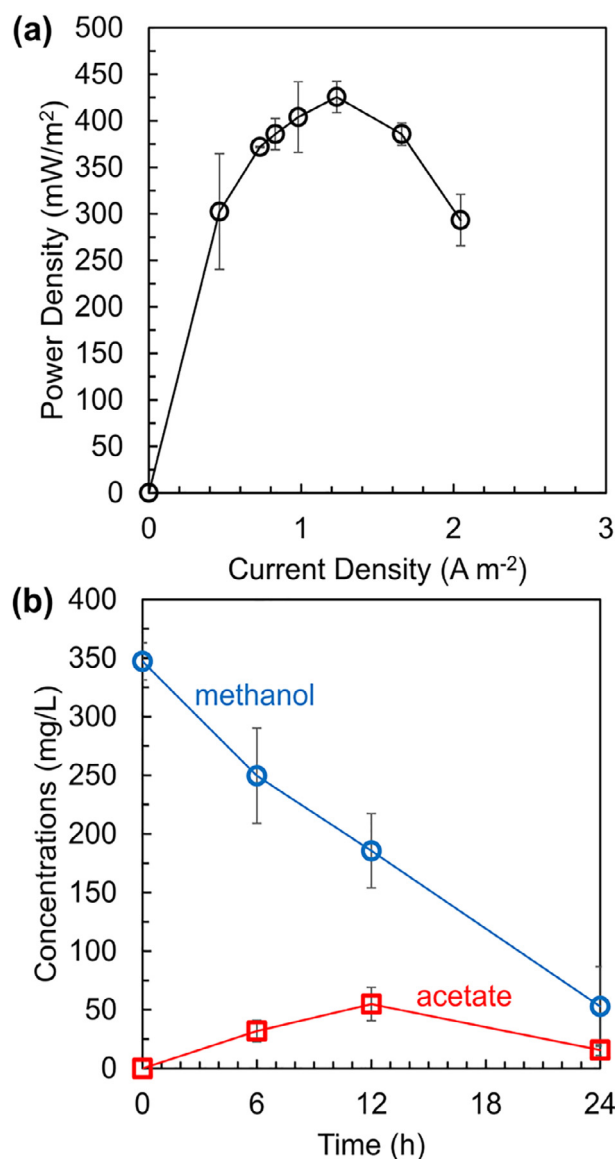 (a)
500
450
400
350
300
250
200
150
100
50
0
Power Density (mW/m²)
0 1 2 3
Current Density (A m⁻²)
(b)
400
350
300
250
200
150
100
50
0
Concentrations (mg/L)
methanol
acetate
0 6 12 18 24
Time (h)